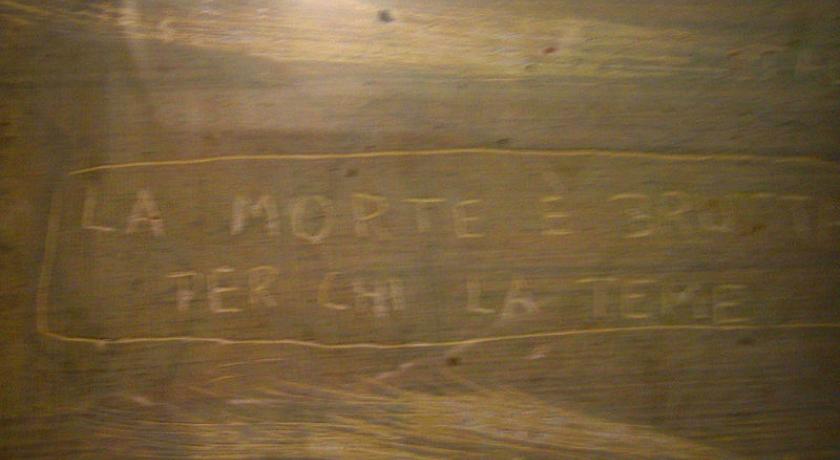 LA MORTE È BRUTTA
PER CHI LA TEME